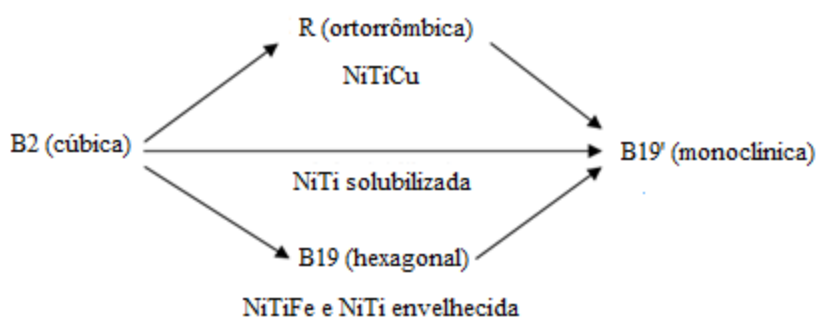 R (ortorrômbica)
NiTiCu
B2 (cúbica)
B19' (monoclínica)
NiTi solubilizada
B19 (hexagonal)
NiTiFe e NiTi envelhecida